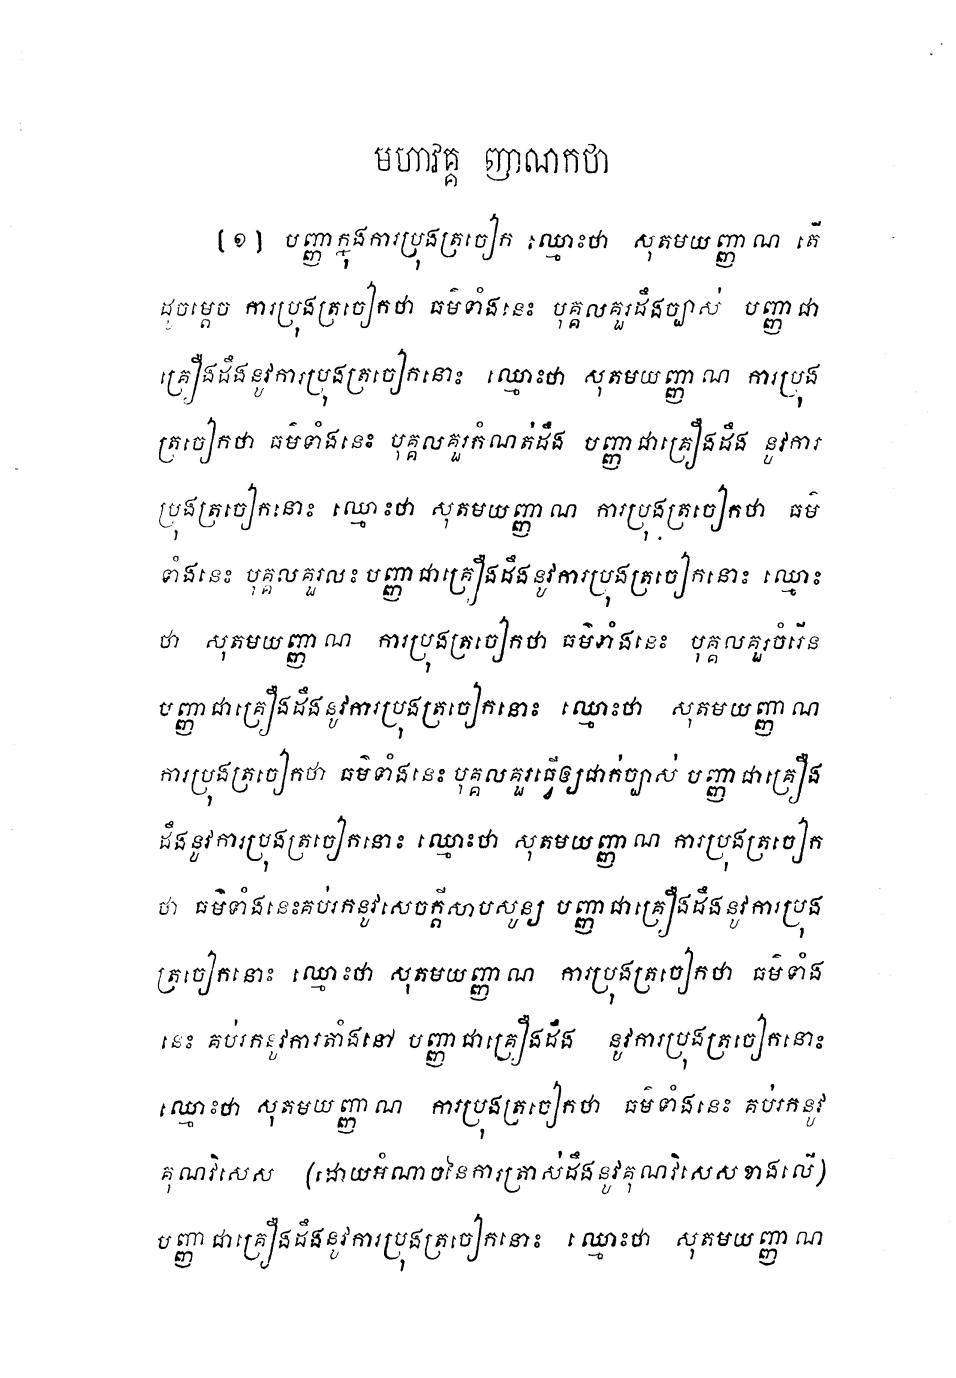 មហាវគ្គ ញាណកថា
(១) បញ្ញាក្នុងការប្រុងត្រចៀក ឈ្មោះថា សុតមយញ្ញាណ តើ
ដូចម្តេច ការប្រុងត្រចៀកថា ធម៌ទាំងនេះ បុគ្គលគួរដឹងច្បាស់ បញ្ញាជា
គ្រឿងដឹងនូវការប្រុងត្រចៀកនោះ ឈ្មោះថា សុតមយញ្ញាណ ការប្រុង
ត្រចៀកថា ធម៌ទាំងនេះ បុគ្គលគួរកំណត់ដឹង បញ្ញាជាគ្រឿងដឹង នូវការ
ប្រុងត្រចៀកនោះ ឈ្មោះថា សុតមយញ្ញាណ ការប្រុងត្រចៀកថា ធម៌
ទាំងនេះ បុគ្គលគួរលះ បញ្ញាជាគ្រឿងដឹងនូវការប្រុងត្រចៀកនោះ ឈ្មោះ
ថា សុតមយញ្ញាណ ការប្រុងត្រចៀកថា ធម៌ទាំងនេះ បុគ្គលគួរចំរើន
បញ្ញាជាគ្រឿងដឹងនូវការប្រុងត្រចៀកនោះ ឈ្មោះថា សុតមយញ្ញាណ
ការប្រុងត្រចៀកថា ធម៌ទាំងនេះ បុគ្គលគួរធ្វើឲ្យជាក់ច្បាស់ បញ្ញាជាគ្រឿង
ដឹងនូវការប្រុងត្រចៀកនោះ ឈ្មោះថា សុតមយញ្ញាណ ការប្រុងត្រចៀក
ថា ធម៌ទាំងនេះគប់រកនូវសេចក្តីសាបសូន្យ បញ្ញាជាគ្រឿងដឹងនូវការប្រុង
ត្រចៀកនោះ ឈ្មោះថា សុតមយញ្ញាណ ការប្រុងត្រចៀកថា ធម៌ទាំង
នេះ គប់រកនូវការតាំងនៅ បញ្ញាជាគ្រឿងដឹង នូវការប្រុងត្រចៀកនោះ
ឈ្មោះថា សុតមយញ្ញាណ ការប្រុងត្រចៀកថា ធម៌ទាំងនេះ គប់រកនូវ
គុណវិសេស (ដោយអំណាចនៃការត្រាស់ដឹងនូវគុណវិសេសខាងលើ)
បញ្ញាជាគ្រឿងដឹងនូវការប្រុងត្រចៀកនោះ ឈ្មោះថា សុតមយញ្ញាណ